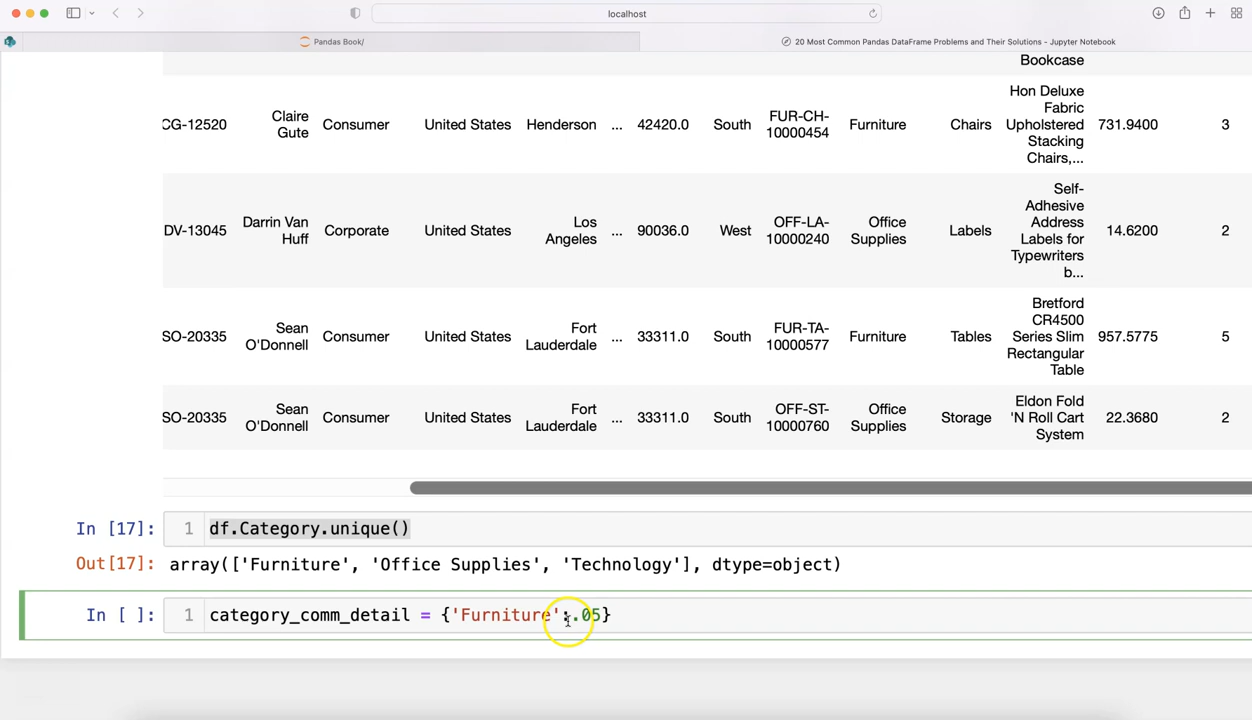 localhost
Pandas Book/
20 Most Common Pandas DataFrame Problems and Their Solutions - Jupyter Notebook
Bookcase
CG-12520 Claire Gute Consumer United States Henderson ... 42420.0 South FUR-CH-10000454 Furniture Chairs Hon Deluxe Fabric Upholstered Stacking Chairs,... 731.9400 3
DV-13045 Darrin Van Huff Corporate United States Los Angeles ... 90036.0 West OFF-LA-10000240 Office Supplies Labels Self-Adhesive Address Labels for Typewriters b... 14.6200 2
SO-20335 Sean O'Donnell Consumer United States Fort Lauderdale ... 33311.0 South FUR-TA-10000577 Furniture Tables Bretford CR4500 Series Slim Rectangular Table 957.5775 5
SO-20335 Sean O'Donnell Consumer United States Fort Lauderdale ... 33311.0 South OFF-ST-10000760 Office Supplies Storage Eldon Fold 'N Roll Cart System 22.3680 2
In [17]: 1 df.Category.unique()
Out[17]: array(['Furniture', 'Office Supplies', 'Technology'], dtype=object)
In [ ]: 1 category_comm_detail = {'Furniture':.05}